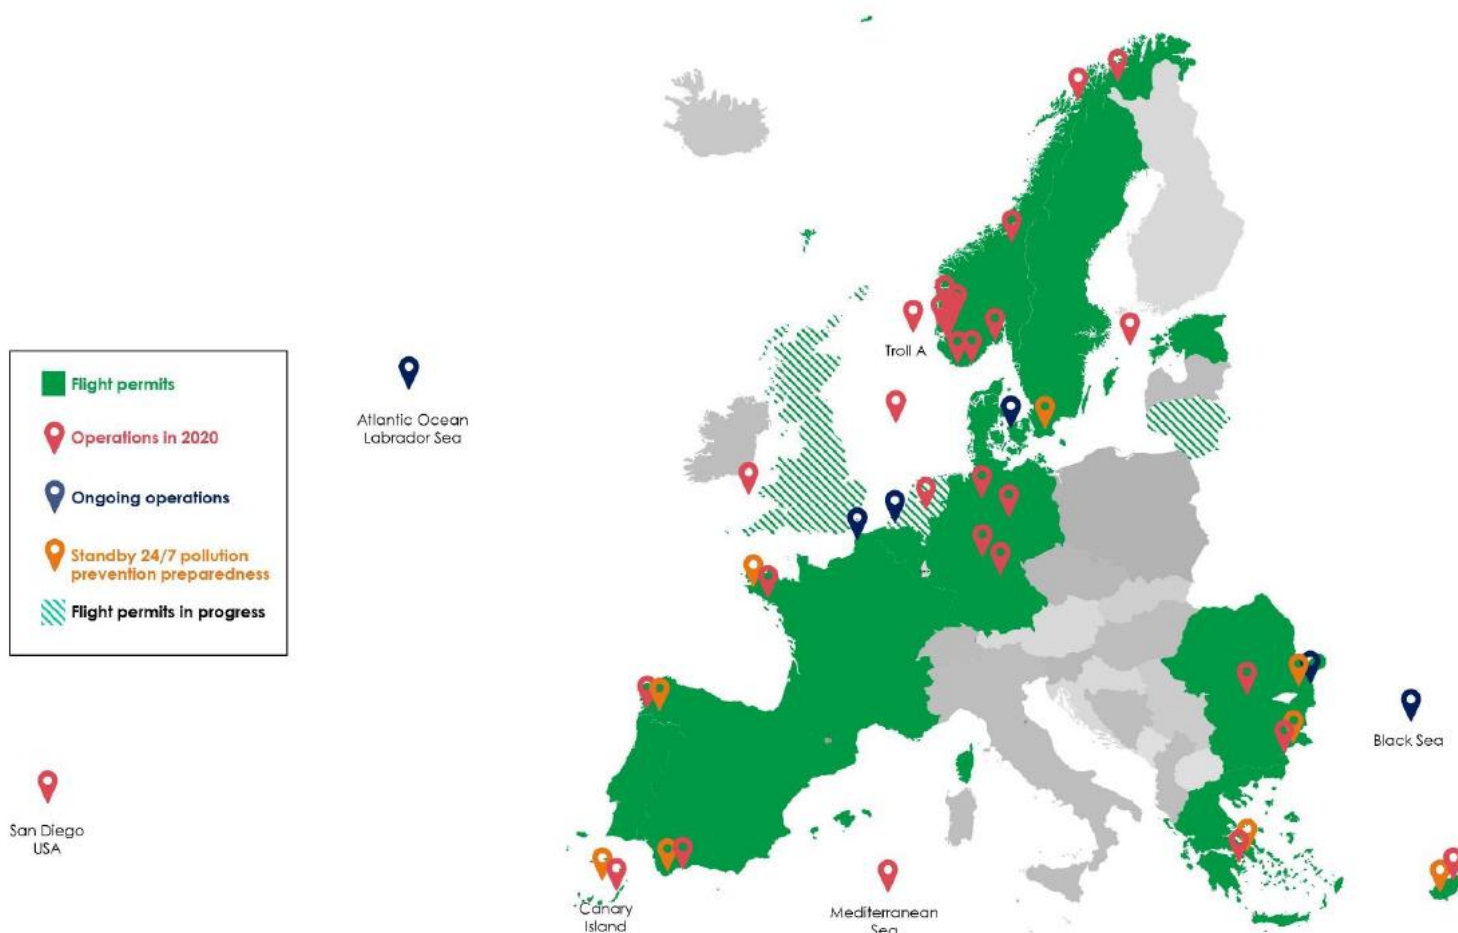 Flight permits
Operations in 2020
Ongoing operations
Standby 24/7 pollution
prevention preparedness
Flight permits in progress
Atlantic Ocean
Labrador Sea
Troll A
Black Sea
San Diego
USA
Canary
Island
Mediterranean
Sea